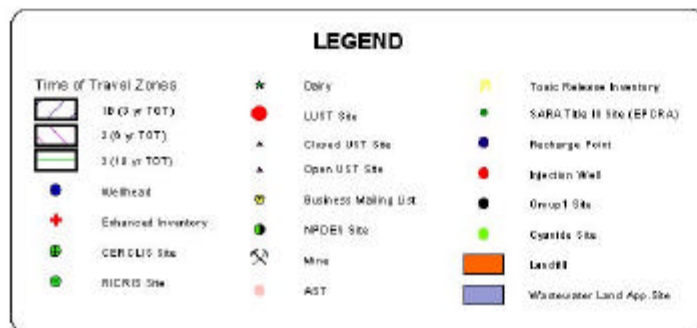 LEGEND
Time of Travel Zones
1B (3 yr TOT)
2 (6 yr TOT)
3 (10 yr TOT)
Wellhead
Enhanced Inventory
CERCLIS Site
RICRIS Site
Dairy
LUST Site
Closed UST Site
Open UST Site
Business Mailing List
NPDES Site
Mine
AST
Toxic Release Inventory
SARA Title III Site (EPCRA)
Recharge Point
Injection Well
Group1 Site
Cyanide Site
Landfill
Wastewater Land App. Site